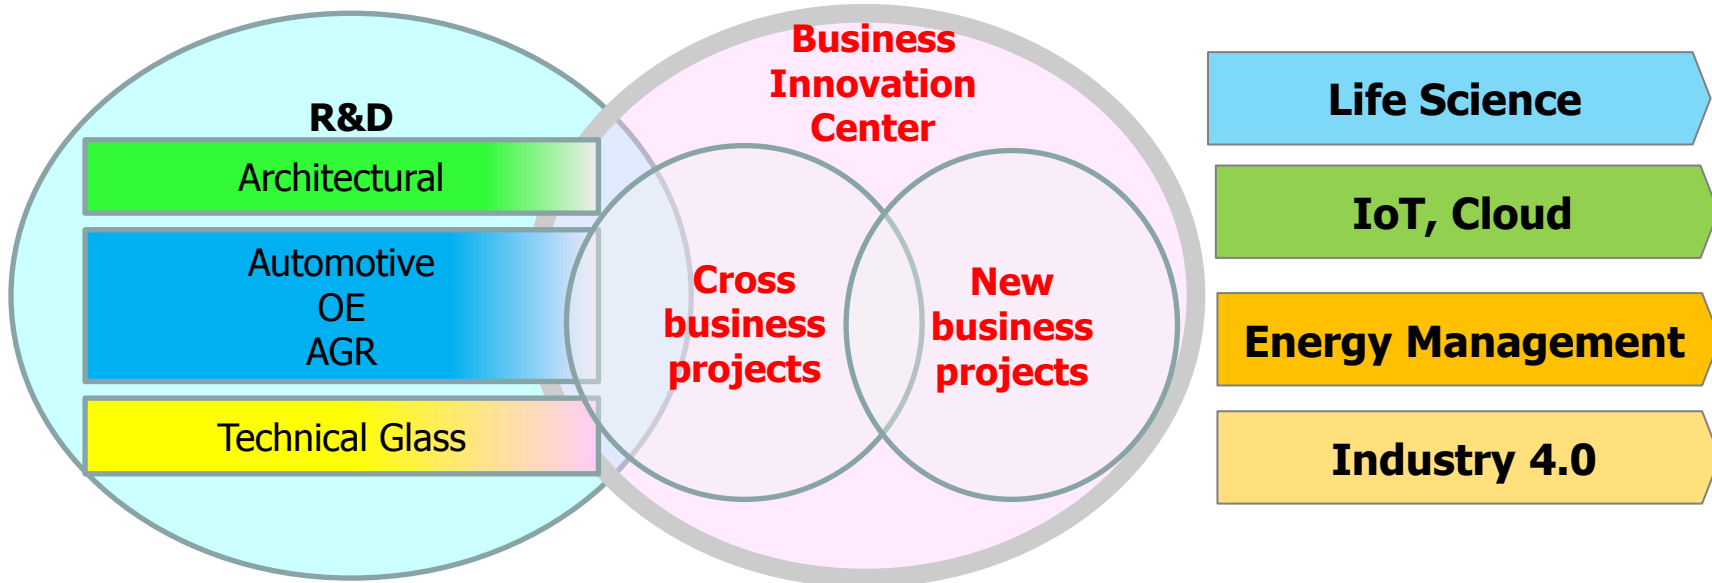 R&D
Architectural
Automotive
OE
AGR
Technical Glass
Business
Innovation
Center
Cross
business
projects
New
business
projects
Life Science
IoT, Cloud
Energy Management
Industry 4.0